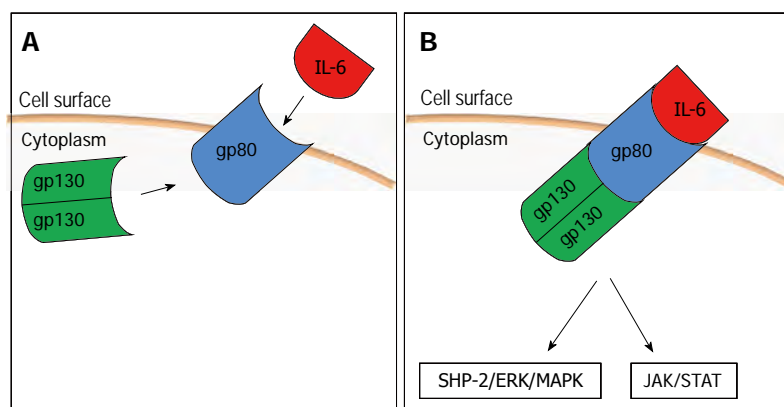 A
IL-6
Cell surface
Cytoplasm
gp80
gp130
gp130
B
Cell surface
IL-6
Cytoplasm
gp80
gp130
gp130
SHP-2/ERK/MAPK
JAK/STAT